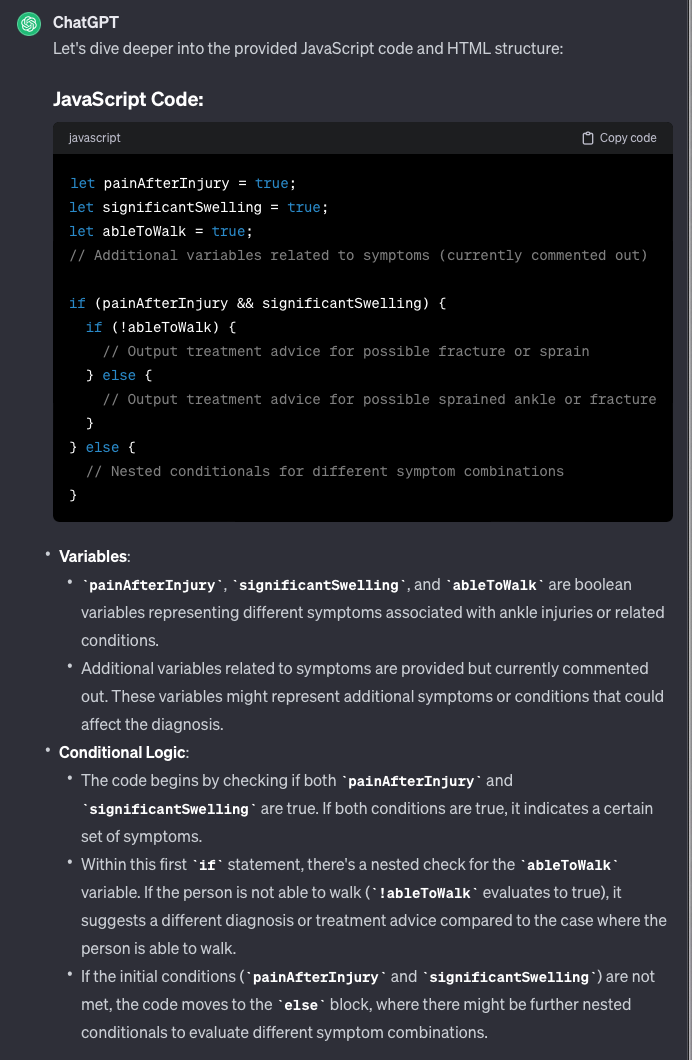 ChatGPT
Let's dive deeper into the provided JavaScript code and HTML structure:
JavaScript Code:
javascript
Copy code
let painAfterInjury = true;
let significantSwelling = true;
let ableToWalk = true;
// Additional variables related to symptoms (currently commented out)
if (painAfterInjury && significantSwelling) {
  if (!ableToWalk) {
    // Output treatment advice for possible fracture or sprain
  } else {
    // Output treatment advice for possible sprained ankle or fracture
  }
} else {
  // Nested conditionals for different symptom combinations
}
• Variables:
• `painAfterInjury`, `significantSwelling`, and `ableToWalk` are boolean
variables representing different symptoms associated with ankle injuries or related
conditions.
• Additional variables related to symptoms are provided but currently commented
out. These variables might represent additional symptoms or conditions that could
affect the diagnosis.
• Conditional Logic:
• The code begins by checking if both `painAfterInjury` and
`significantSwelling` are true. If both conditions are true, it indicates a certain
set of symptoms.
• Within this first `if` statement, there's a nested check for the `ableToWalk`
variable. If the person is not able to walk (`!ableToWalk` evaluates to true), it
suggests a different diagnosis or treatment advice compared to the case where the
person is able to walk.
• If the initial conditions (`painAfterInjury` and `significantSwelling`) are not
met, the code moves to the `else` block, where there might be further nested
conditionals to evaluate different symptom combinations.